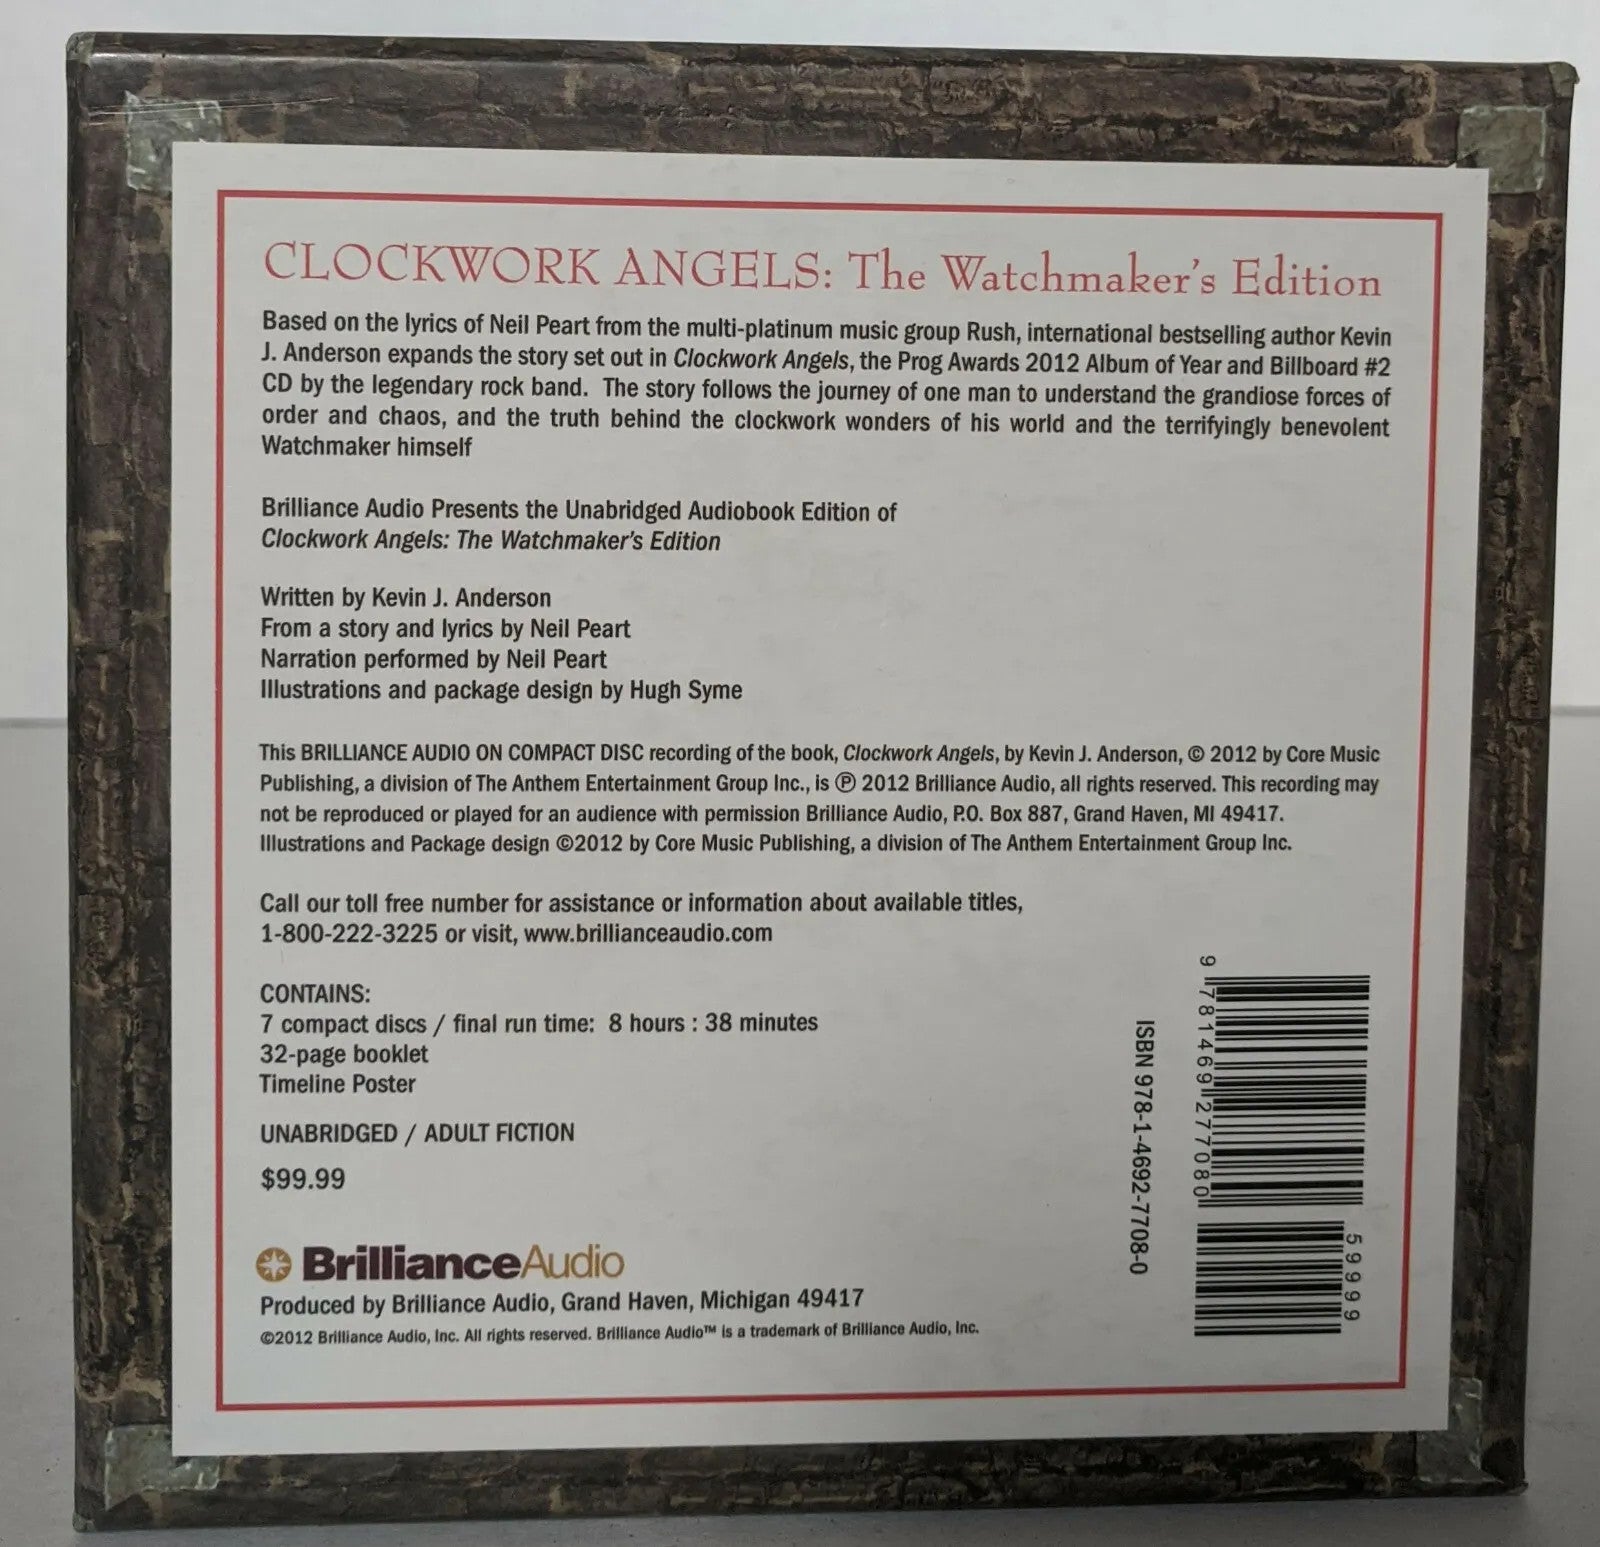 CLOCKWORK ANGELS: The Watchmaker's Edition
Based on the lyrics of Neil Peart from the multi-platinum music group Rush, international bestselling author Kevin
J. Anderson expands the story set out in Clockwork Angels, the Prog Awards 2012 Album of Year and Billboard #2
CD by the legendary rock band. The story follows the journey of one man to understand the grandiose forces of
order and chaos, and the truth behind the clockwork wonders of his world and the terrifyingly benevolent
Watchmaker himself
Brilliance Audio Presents the Unabridged Audiobook Edition of
Clockwork Angels: The Watchmaker's Edition
Written by Kevin J. Anderson
From a story and lyrics by Neil Peart
Narration performed by Neil Peart
Illustrations and package design by Hugh Syme
This BRILLIANCE AUDIO ON COMPACT DISC recording of the book, Clockwork Angels, by Kevin J. Anderson, © 2012 by Core Music
Publishing, a division of The Anthem Entertainment Group Inc., is ℗ 2012 Brilliance Audio, all rights reserved. This recording may
not be reproduced or played for an audience with permission Brilliance Audio, P.O. Box 887, Grand Haven, MI 49417.
Illustrations and Package design ©2012 by Core Music Publishing, a division of The Anthem Entertainment Group Inc.
Call our toll free number for assistance or information about available titles,
1-800-222-3225 or visit, www.brillianceaudio.com
CONTAINS:
7 compact discs / final run time: 8 hours : 38 minutes
32-page booklet
Timeline Poster
UNABRIDGED / ADULT FICTION
$99.99
BrillianceAudio
Produced by Brilliance Audio, Grand Haven, Michigan 49417
©2012 Brilliance Audio, Inc. All rights reserved. Brilliance Audio™ is a trademark of Brilliance Audio, Inc.
ISBN 978-1-4692-7708-0
9 781469 277080
59999